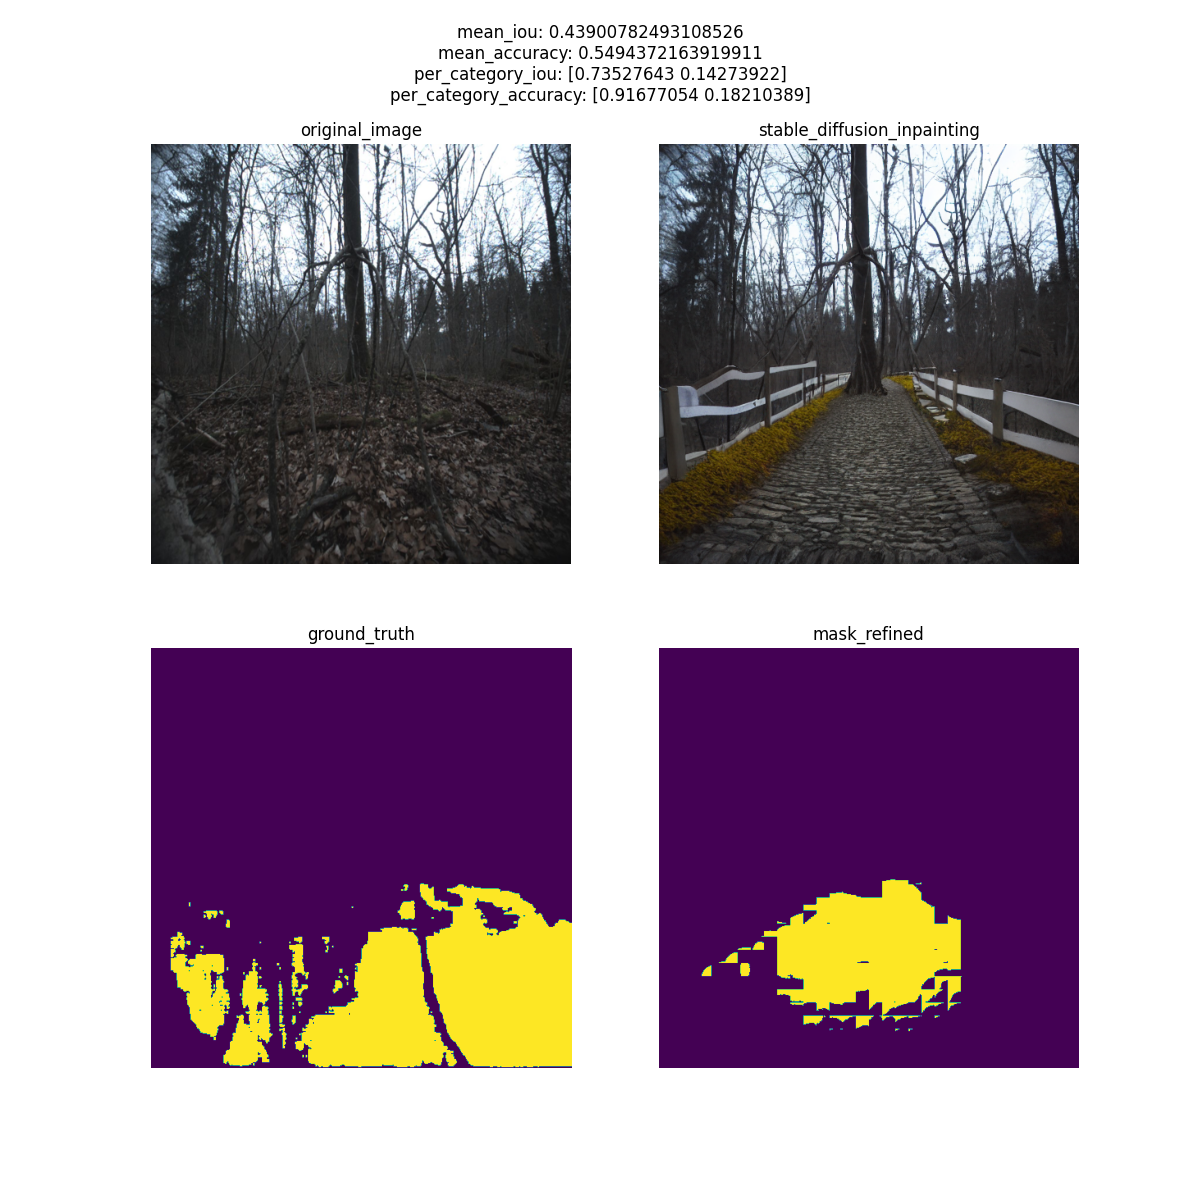 mean_iou: 0.43900782493108526
mean_accuracy: 0.5494372163919911
per_category_iou: [0.73527643 0.14273922]
per_category_accuracy: [0.91677054 0.18210389]
original_image
stable_diffusion_inpainting
ground_truth
mask_refined